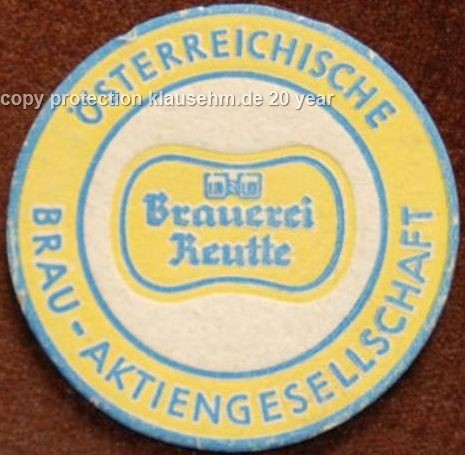 ÖSTERREICHISCHE
copy protection klausehm.de 20 year
Brauerei
Reutte
BRAU-AKTIENGESELLSCHAFT